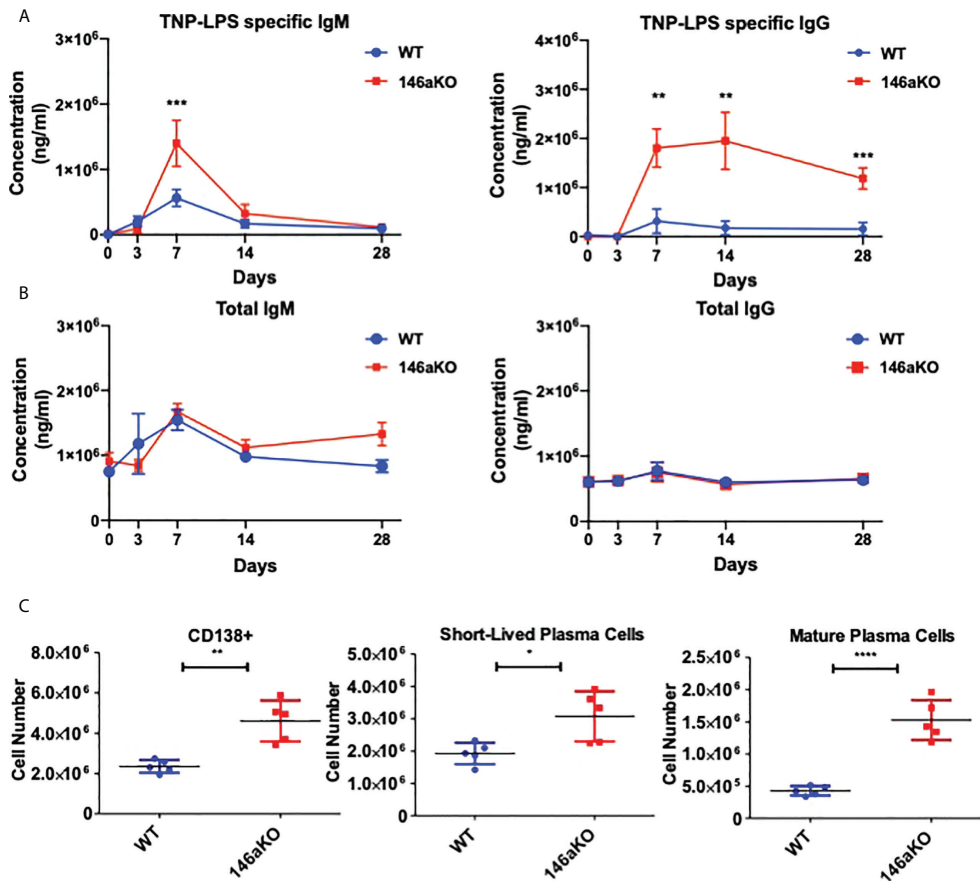 A
TNP-LPS specific IgM
3×10⁶
2×10⁶
1×10⁶
0
Concentration
(ng/ml)
WT
146aKO
***
0 3 7 14 28
Days
TNP-LPS specific IgG
4×10⁶
3×10⁶
2×10⁶
1×10⁶
0
Concentration
(ng/ml)
WT
146aKO
** ** ***
0 3 7 14 28
Days
B
Total IgM
3×10⁶
2×10⁶
1×10⁶
0
Concentration
(ng/ml)
WT
146aKO
0 3 7 14 28
Days
Total IgG
3×10⁶
2×10⁶
1×10⁶
0
Concentration
(ng/ml)
WT
146aKO
0 3 7 14 28
Days
C
CD138+
8.0×10⁶
6.0×10⁶
4.0×10⁶
2.0×10⁶
0
Cell Number
**
WT
146aKO
Short-Lived Plasma Cells
5.0×10⁶
4.0×10⁶
3.0×10⁶
2.0×10⁶
1.0×10⁶
0
Cell Number
*
WT
146aKO
Mature Plasma Cells
2.5×10⁶
2.0×10⁶
1.5×10⁶
1.0×10⁶
5.0×10⁵
0
Cell Number
****
WT
146aKO